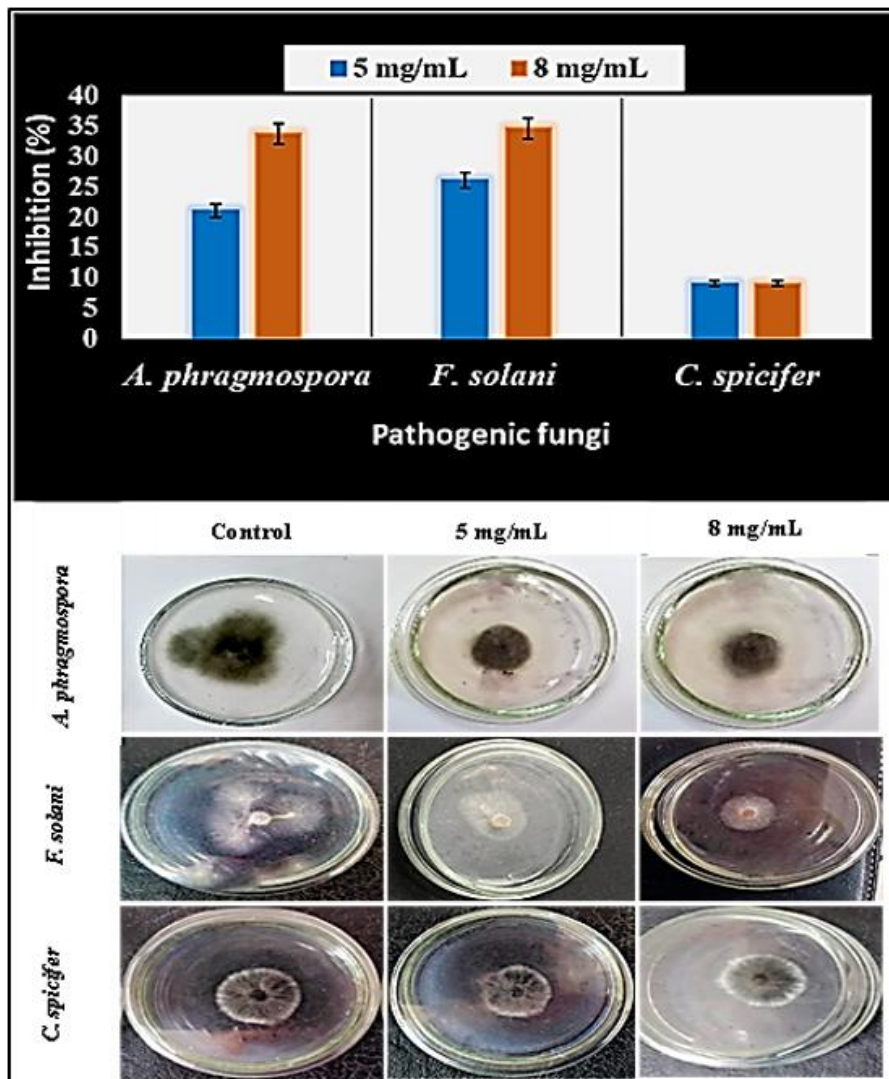 5 mg/mL 8 mg/mL
Inhibition (%)
40
35
30
25
20
15
10
5
0
A. phragmospora F. solani C. spicifer
Pathogenic fungi
Control 5 mg/mL 8 mg/mL
A. phragmospora
F. solani
C. spicifer